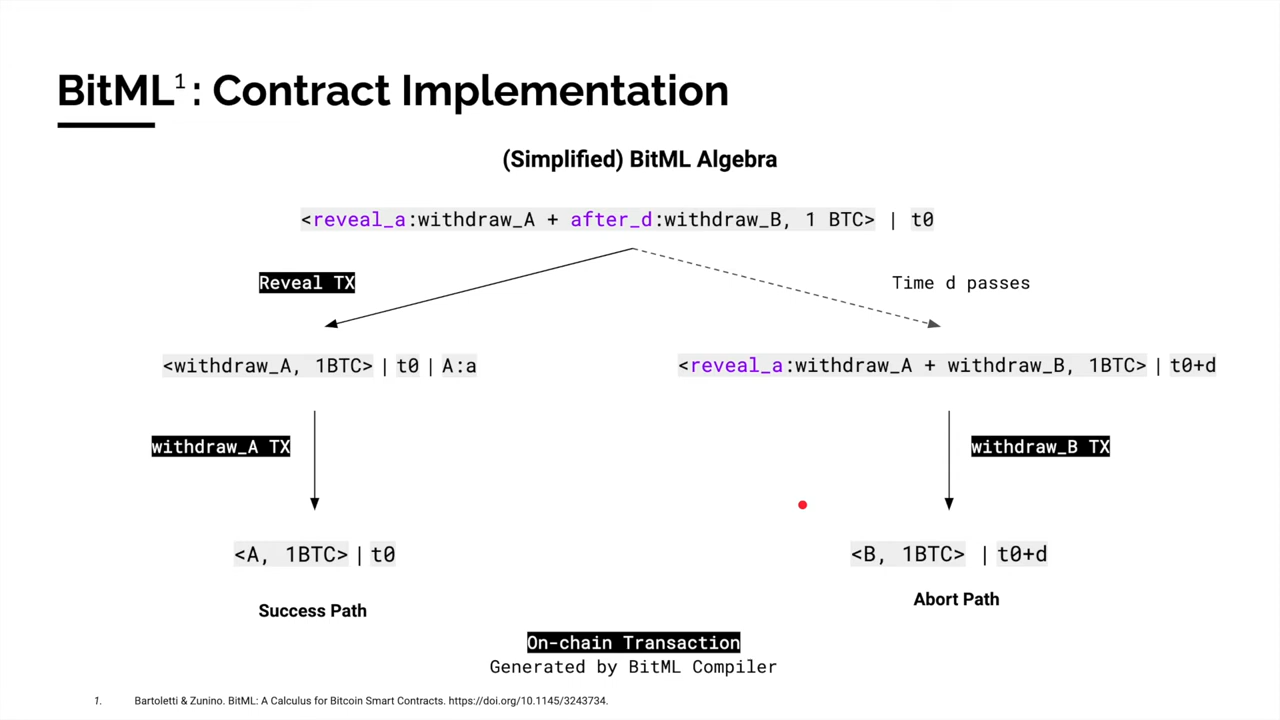 BitML¹: Contract Implementation
(Simplified) BitML Algebra
<reveal_a:withdraw_A + after_d:withdraw_B, 1 BTC> | t0
Reveal TX
Time d passes
<withdraw_A, 1BTC> | t0 | A:a
<reveal_a:withdraw_A + withdraw_B, 1BTC> | t0+d
withdraw_A TX
withdraw_B TX
<A, 1BTC> | t0
<B, 1BTC> | t0+d
Success Path
Abort Path
On-chain Transaction
Generated by BitML Compiler
1. Bartoletti & Zunino. BitML: A Calculus for Bitcoin Smart Contracts. https://doi.org/10.1145/3243734.